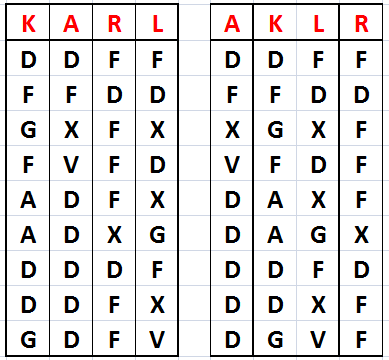 K A R L A K L R
D D F F D D F F
F F D D F F D D
G X F X X G X F
F V F D V F D F
A D F X D A X F
A D X G D A G X
D D D F D D F D
D D F X D D X F
G D F V D G V F